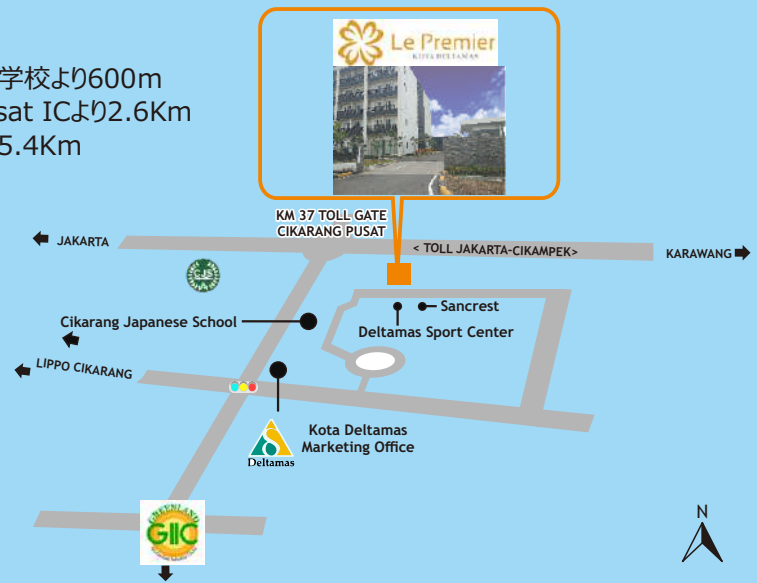 Le Premier
KOTA DELTAMAS
学校より600m
sat ICより2.6Km
5.4Km
KM 37 TOLL GATE
CIKARANG PUSAT
JAKARTA
< TOLL JAKARTA-CIKAMPEK>
KARAWANG
CJS
Sancrest
Cikarang Japanese School
Deltamas Sport Center
LIPPO CIKARANG
Kota Deltamas
Marketing Office
Deltamas
N
GREENLAND
GIIC